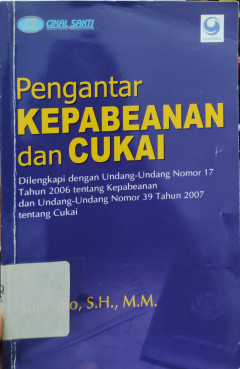 CIKAL SAKTI
Pengantar
KEPABEANAN
dan CUKAI
Dilengkapi dengan Undang-Undang Nomor 17
Tahun 2006 tentang Kepabeanan
dan Undang-Undang Nomor 39 Tahun 2007
tentang Cukai
S.H., M.M.